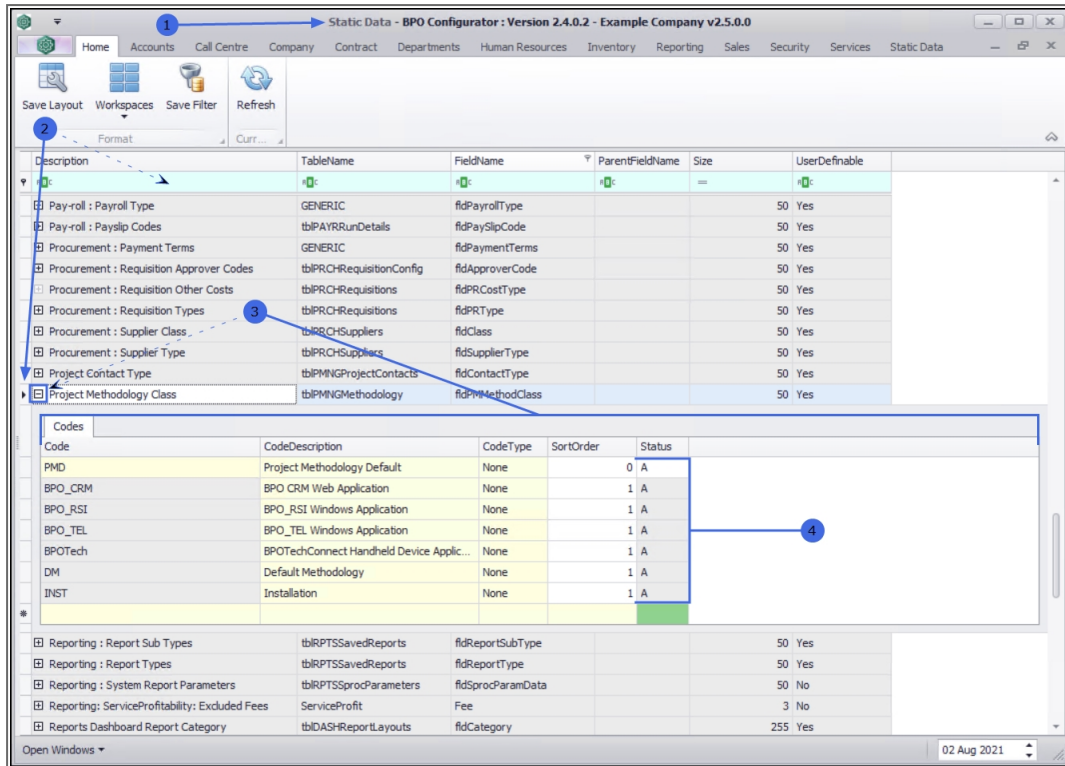 1
Static Data - BPO Configurator : Version 2.4.0.2 - Example Company v2.5.0.0
Home Accounts Call Centre Company Contract Departments Human Resources Inventory Reporting Sales Security Services Static Data
Save Layout Workspaces Save Filter Refresh
2
Format Curr...
Description TableName FieldName ParentFieldName Size UserDefinable
Pay-roll : Payroll Type GENERIC fldPayrollType 50 Yes
Pay-roll : Payslip Codes tblPAYRRunDetails fldPaySlipCode 50 Yes
Procurement : Payment Terms GENERIC fldPaymentTerms 50 Yes
Procurement : Requisition Approver Codes tblPRCHRequisitionConfig fldApproverCode 50 Yes
Procurement : Requisition Other Costs tblPRCHRequisitions fldPRCostType 50 Yes
Procurement : Requisition Types 3 tblPRCHRequisitions fldPRType 50 Yes
Procurement : Supplier Class tblPRCHSuppliers fldClass 50 Yes
Procurement : Supplier Type tblPRCHSuppliers fldSupplierType 50 Yes
Project Contact Type tblPMNGProjectContacts fldContactType 50 Yes
Project Methodology Class tblPMNGMethodology fldPMMethodClass 50 Yes
Codes
Code CodeDescription CodeType SortOrder Status
PMD Project Methodology Default None 0 A
BPO_CRM BPO CRM Web Application None 1 A
BPO_RSI BPO_RSI Windows Application None 1 A
BPO_TEL BPO_TEL Windows Application None 1 A
4
BPOTech BPOTechConnect Handheld Device Applic... None 1 A
DM Default Methodology None 1 A
INST Installation None 1 A
Reporting : Report Sub Types tblRPTSSavedReports fldReportSubType 50 Yes
Reporting : Report Types tblRPTSSavedReports fldReportType 50 Yes
Reporting : System Report Parameters tblRPTSSprocParameters fldSprocParamData 50 No
Reporting: ServiceProfitability: Excluded Fees ServiceProfit Fee 3 No
Reports Dashboard Report Category tblDASHReportLayouts fldCategory 255 Yes
Open Windows 02 Aug 2021